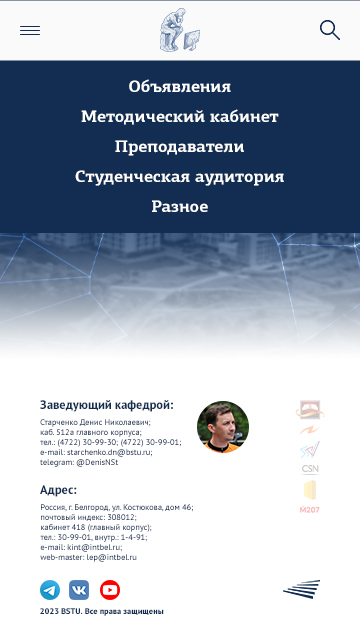 Объявления
Методический кабинет
Преподаватели
Студенческая аудитория
Разное
Заведующий кафедрой:
Старченко Денис Николаевич;
каб. 512а главного корпуса;
тел.: (4722) 30-99-30; (4722) 30-99-01;
e-mail: starchenko.dn@bstu.ru;
telegram: @DenisNSt
CSN
М207
Адрес:
Россия, г. Белгород, ул. Костюкова, дом 46;
почтовый индекс: 308012;
кабинет 418 (главный корпус);
тел.: 30-99-01, внутр.: 1-4-91;
e-mail: kint@intbel.ru;
web-master: lep@intbel.ru
2023 BSTU. Все права защищены